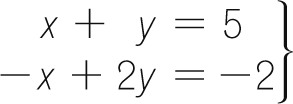 x + y = 5
−x + 2y = −2